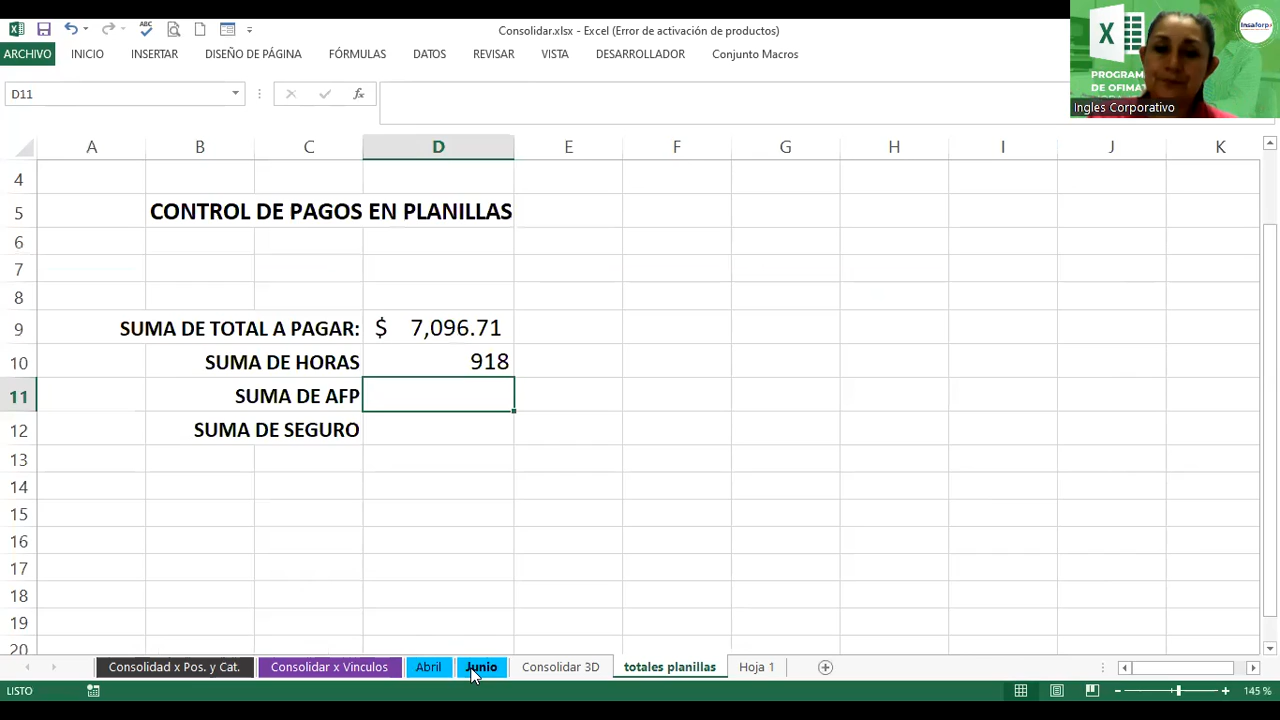 Consolidar.xlsx - Excel (Error de activación de productos)
ARCHIVO INICIO INSERTAR DISEÑO DE PÁGINA FÓRMULAS DATOS REVISAR VISTA DESARROLLADOR Conjunto Macros
PROGRAMA
DE OFIMAT
Ingles Corporativo
Insaforp
D11
A B C D E F G H I J K
4
5 CONTROL DE PAGOS EN PLANILLAS
6
7
8
9 SUMA DE TOTAL A PAGAR: $ 7,096.71
10 SUMA DE HORAS 918
11 SUMA DE AFP
12 SUMA DE SEGURO
13
14
15
16
17
18
19
20
Consolidad x Pos. y Cat. Consolidar x Vinculos Abril Junio Consolidar 3D totales planillas Hoja 1
LISTO 145 %